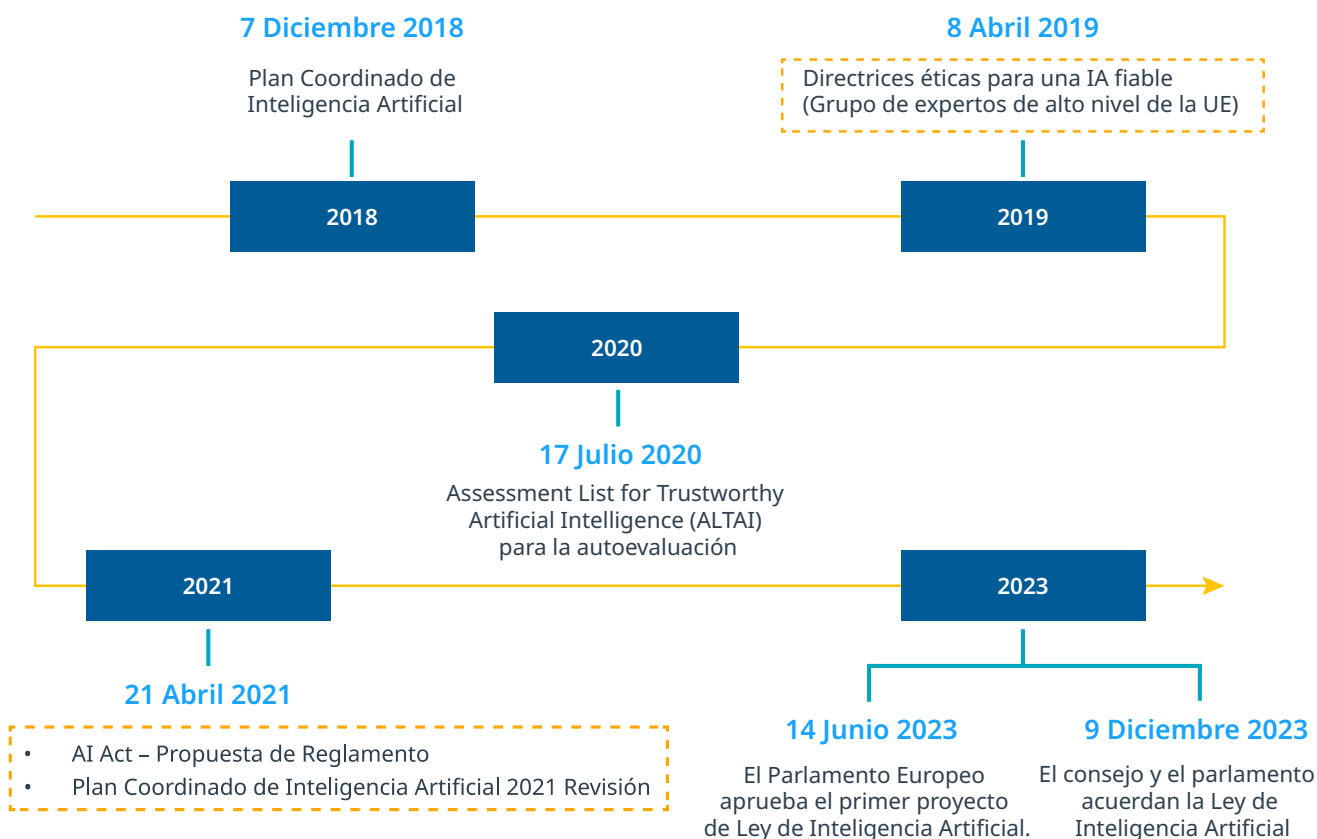 7 Diciembre 2018
Plan Coordinado de
Inteligencia Artificial
8 Abril 2019
Directrices éticas para una IA fiable
(Grupo de expertos de alto nivel de la UE)
2018
2019
2020
17 Julio 2020
Assessment List for Trustworthy
Artificial Intelligence (ALTAI)
para la autoevaluación
2021
2023
21 Abril 2021
• AI Act – Propuesta de Reglamento
• Plan Coordinado de Inteligencia Artificial 2021 Revisión
14 Junio 2023
El Parlamento Europeo
aprueba el primer proyecto
de Ley de Inteligencia Artificial.
9 Diciembre 2023
El consejo y el parlamento
acuerdan la Ley de
Inteligencia Artificial